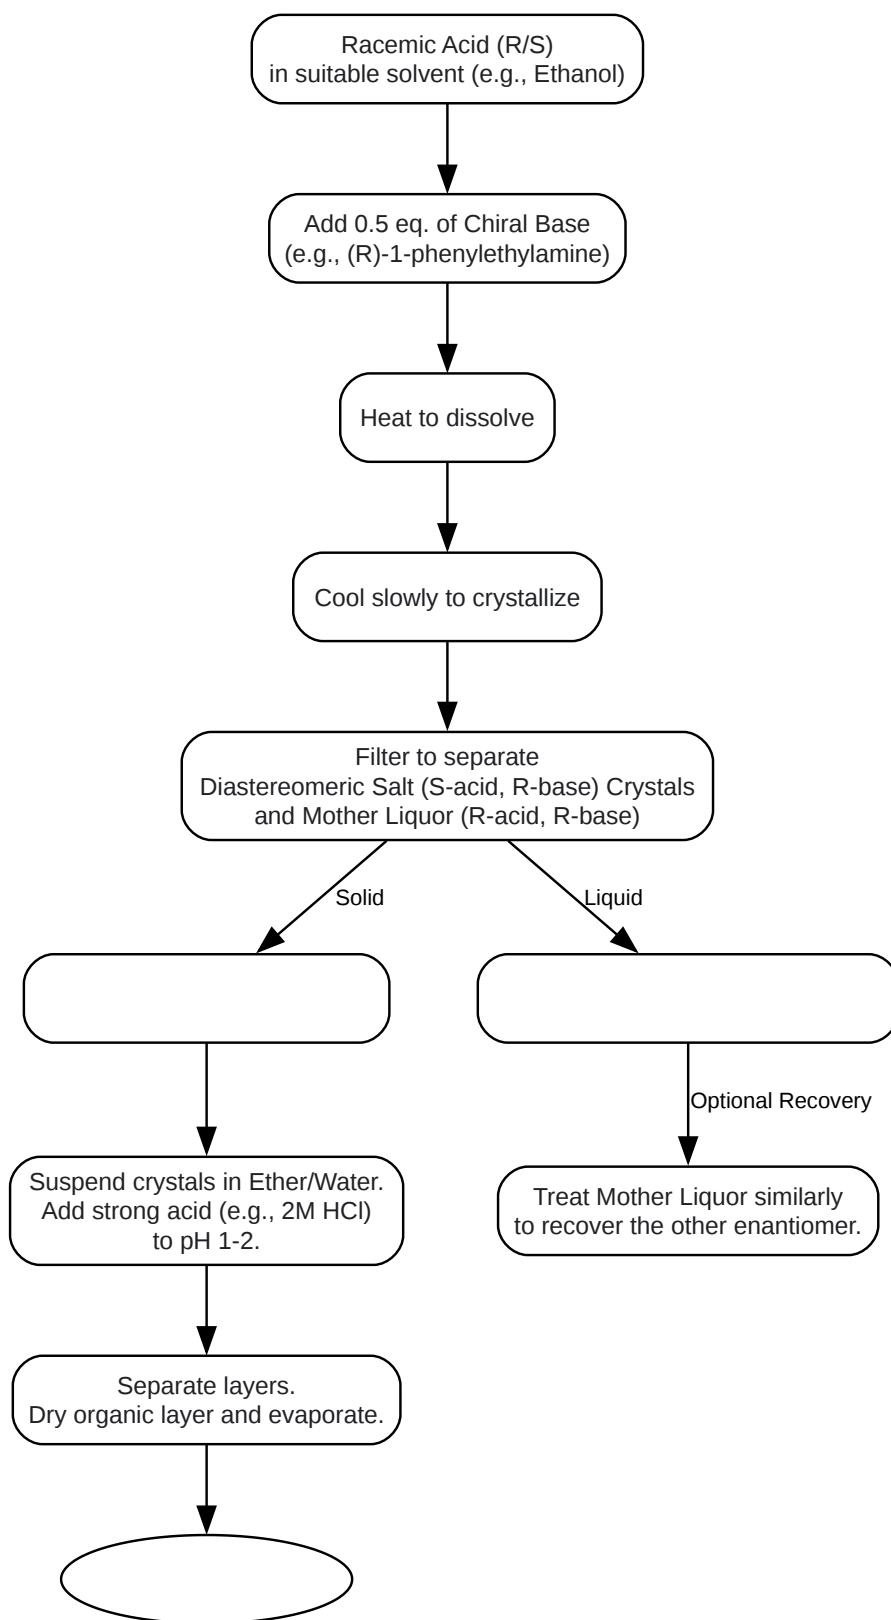 Racemic Acid (R/S)
in suitable solvent (e.g., Ethanol)
Add 0.5 eq. of Chiral Base
(e.g., (R)-1-phenylethylamine)
Heat to dissolve
Cool slowly to crystallize
Filter to separate
Diastereomeric Salt (S-acid, R-base) Crystals
and Mother Liquor (R-acid, R-base)
Solid
Liquid
Optional Recovery
Suspend crystals in Ether/Water.
Add strong acid (e.g., 2M HCl)
to pH 1-2.
Treat Mother Liquor similarly
to recover the other enantiomer.
Separate layers.
Dry organic layer and evaporate.